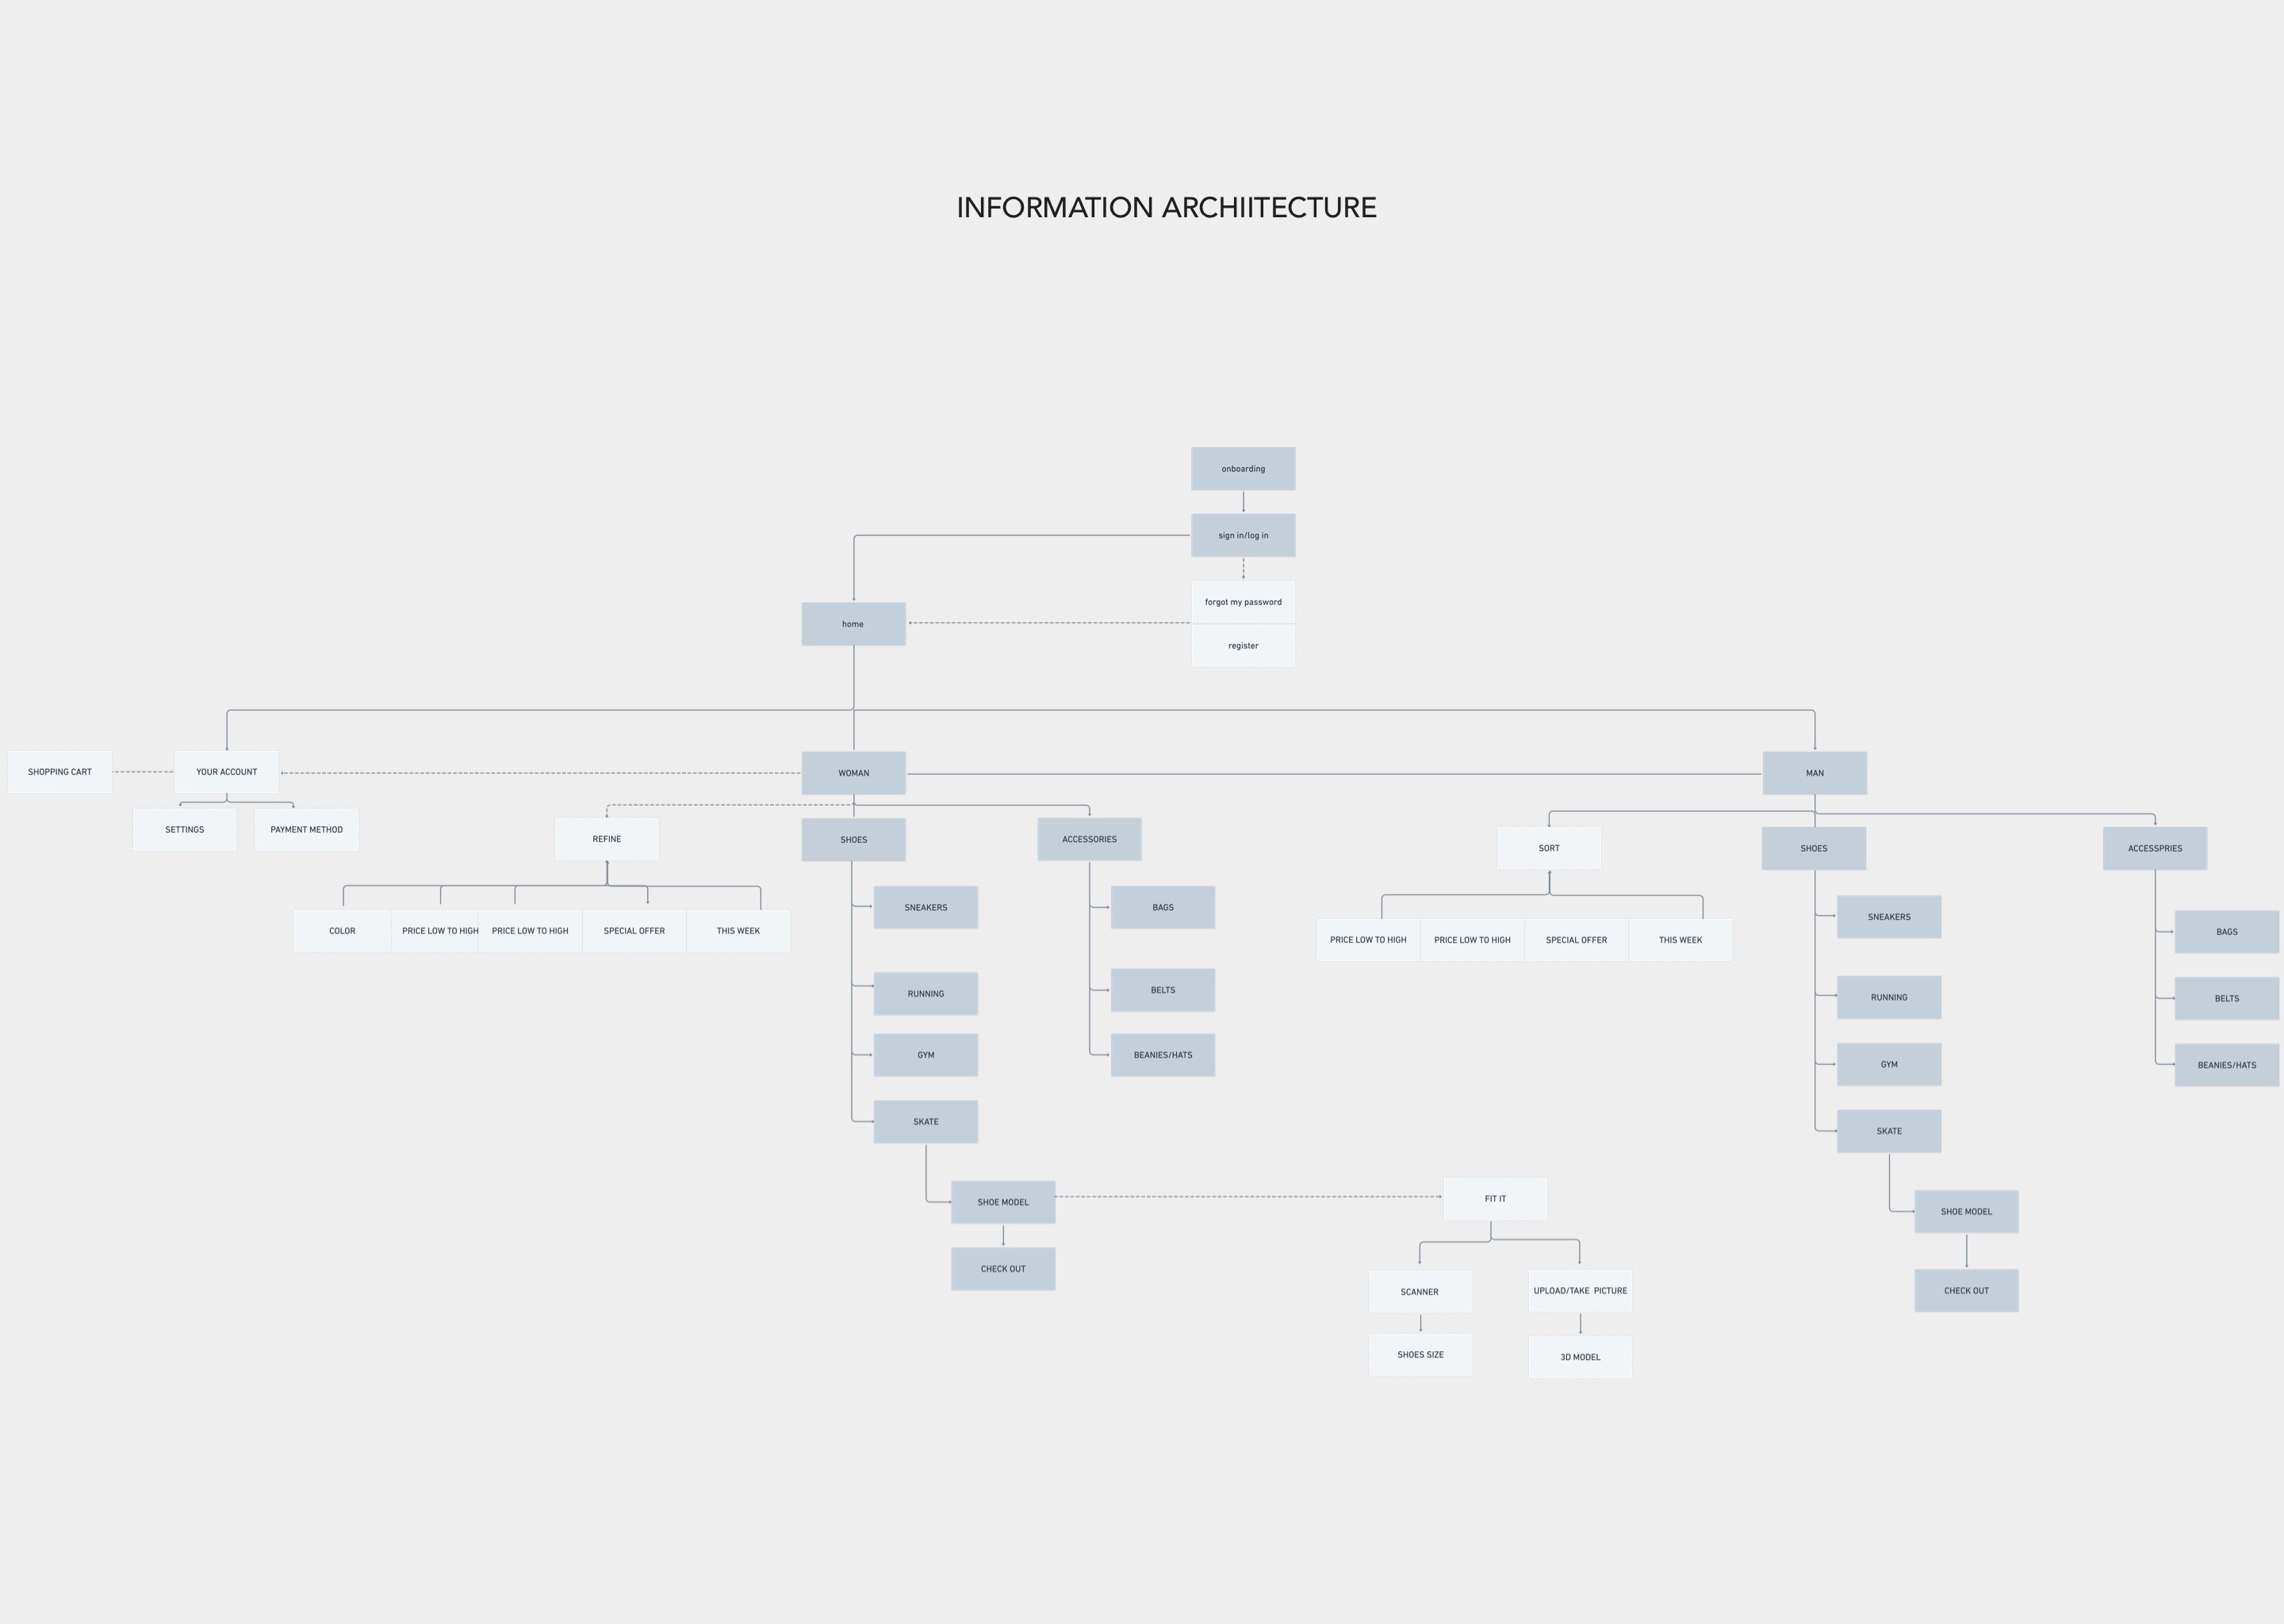 INFORMATION ARCHIITECTURE
onboarding
sign in/log in
forgot my password
home
register
SHOPPING CART
YOUR ACCOUNT
WOMAN
MAN
SETTINGS
PAYMENT METHOD
REFINE
SHOES
ACCESSORIES
SORT
SHOES
ACCESSPRIES
COLOR
PRICE LOW TO HIGH
PRICE LOW TO HIGH
SPECIAL OFFER
THIS WEEK
SNEAKERS
RUNNING
GYM
SKATE
SHOE MODEL
CHECK OUT
BAGS
BELTS
BEANIES/HATS
PRICE LOW TO HIGH
PRICE LOW TO HIGH
SPECIAL OFFER
THIS WEEK
SNEAKERS
RUNNING
GYM
SKATE
SHOE MODEL
CHECK OUT
BAGS
BELTS
BEANIES/HATS
FIT IT
SCANNER
UPLOAD/TAKE PICTURE
SHOES SIZE
3D MODEL